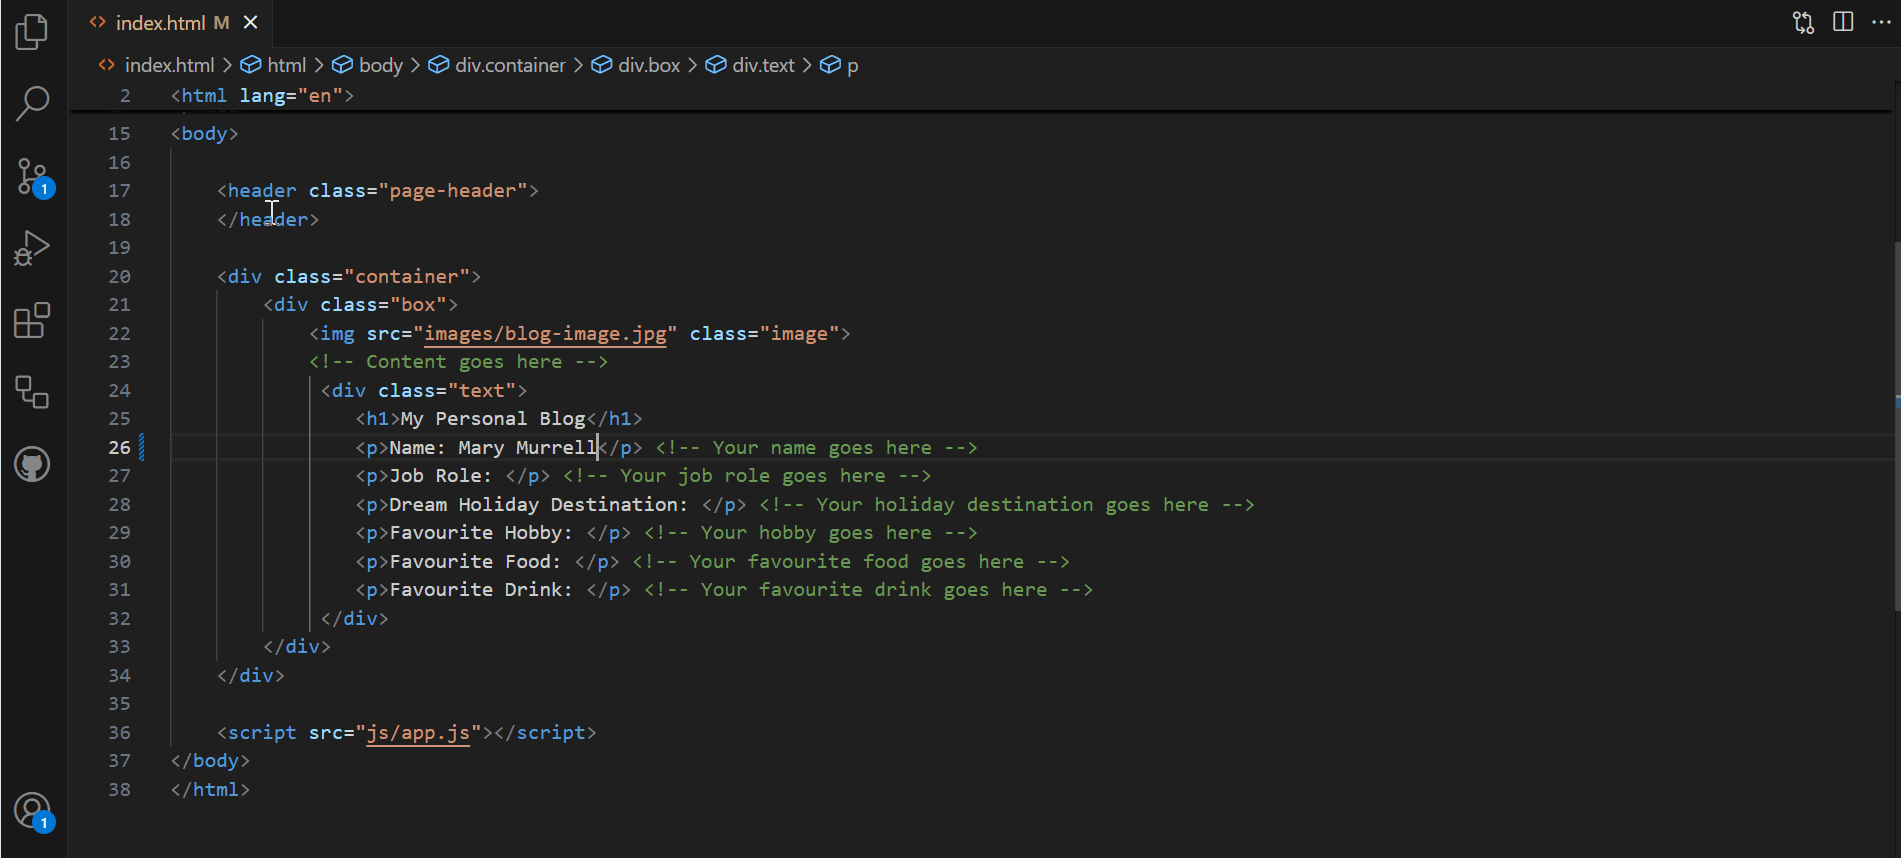 index.html M
index.html > html > body > div.container > div.box > div.text > p
2 <html lang="en">
15 <body>
16
17 <header class="page-header">
18 </header>
19
20 <div class="container">
21 <div class="box">
22 <img src="images/blog-image.jpg" class="image">
23 <!-- Content goes here -->
24 <div class="text">
25 <h1>My Personal Blog</h1>
26 <p>Name: Mary Murrell</p> <!-- Your name goes here -->
27 <p>Job Role: </p> <!-- Your job role goes here -->
28 <p>Dream Holiday Destination: </p> <!-- Your holiday destination goes here -->
29 <p>Favourite Hobby: </p> <!-- Your hobby goes here -->
30 <p>Favourite Food: </p> <!-- Your favourite food goes here -->
31 <p>Favourite Drink: </p> <!-- Your favourite drink goes here -->
32 </div>
33 </div>
34 </div>
35
36 <script src="js/app.js"></script>
37 </body>
38 </html>
1
1